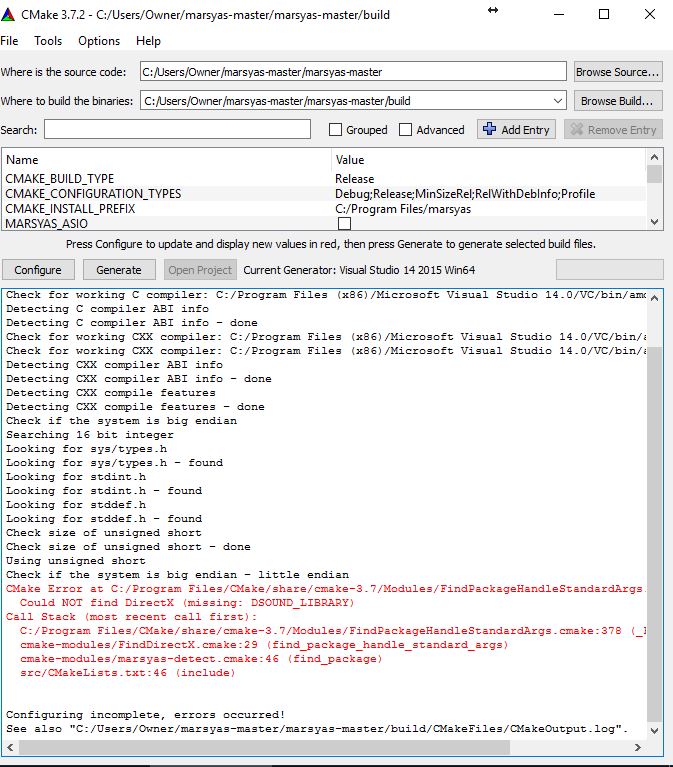 CMake 3.7.2 - C:/Users/Owner/marsyas-master/marsyas-master/build
File Tools Options Help
Where is the source code: C:/Users/Owner/marsyas-master/marsyas-master Browse Source...
Where to build the binaries: C:/Users/Owner/marsyas-master/marsyas-master/build Browse Build...
Search: Grouped Advanced Add Entry Remove Entry
Name Value
CMAKE_BUILD_TYPE Release
CMAKE_CONFIGURATION_TYPES Debug;Release;MinSizeRel;RelWithDebInfo;Profile
CMAKE_INSTALL_PREFIX C:/Program Files/marsyas
MARSYAS_ASIO
Press Configure to update and display new values in red, then press Generate to generate selected build files.
Configure Generate Open Project Current Generator: Visual Studio 14 2015 Win64
Check for working C compiler: C:/Program Files (x86)/Microsoft Visual Studio 14.0/VC/bin/amd
Detecting C compiler ABI info
Detecting C compiler ABI info - done
Check for working CXX compiler: C:/Program Files (x86)/Microsoft Visual Studio 14.0/VC/bin/a
Check for working CXX compiler: C:/Program Files (x86)/Microsoft Visual Studio 14.0/VC/bin/a
Detecting CXX compiler ABI info
Detecting CXX compiler ABI info - done
Detecting CXX compile features
Detecting CXX compile features - done
Check if the system is big endian
Searching 16 bit integer
Looking for sys/types.h
Looking for sys/types.h - found
Looking for stdint.h
Looking for stdint.h - found
Looking for stddef.h
Looking for stddef.h - found
Check size of unsigned short
Check size of unsigned short - done
Using unsigned short
Check if the system is big endian - little endian
CMake Error at C:/Program Files/CMake/share/cmake-3.7/Modules/FindPackageHandleStandardArgs.
Could NOT find DirectX (missing: DSOUND_LIBRARY)
Call Stack (most recent call first):
C:/Program Files/CMake/share/cmake-3.7/Modules/FindPackageHandleStandardArgs.cmake:378 (_
cmake-modules/FindDirectX.cmake:29 (find_package_handle_standard_args)
cmake-modules/marsyas-detect.cmake:46 (find_package)
src/CMakeLists.txt:46 (include)
Configuring incomplete, errors occurred!
See also "C:/Users/Owner/marsyas-master/marsyas-master/build/CMakeFiles/CMakeOutput.log".